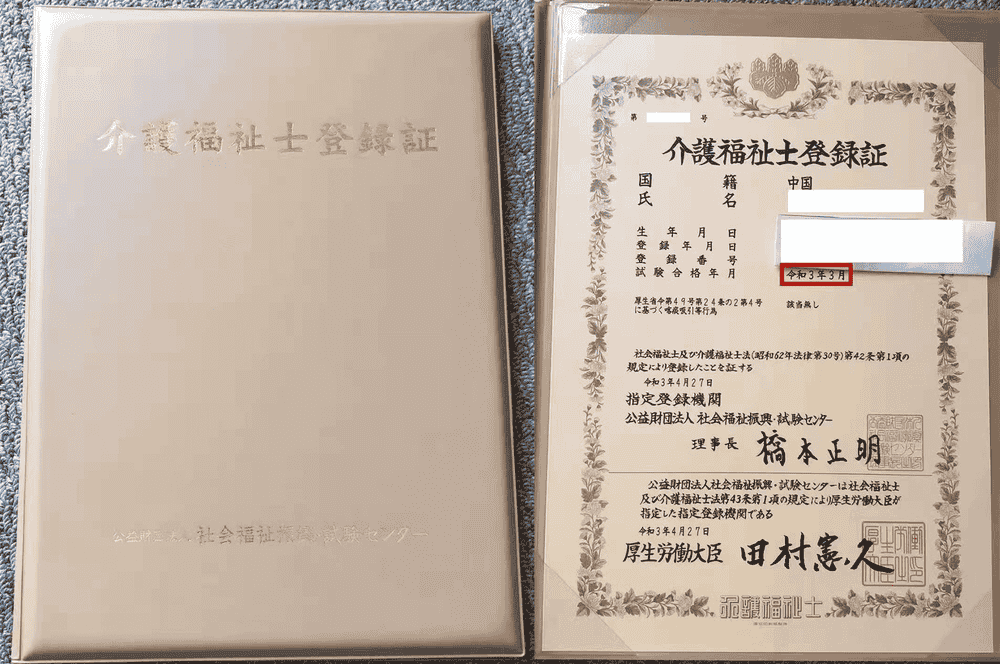 介護福祉士登録証
公益財団法人 社会福祉振興・試験センター
第 号
介護福祉士登録証
国籍 中国
氏名
生年月日
登録年月日
登録番号
試験合格年月 令和3年3月
厚生省令第49号第24条の2第4号 該当無し
に基づく喀痰吸引等行為
社会福祉士及び介護福祉士法(昭和62年法律第30号)第42条第1項の
規定により登録したことを証する
令和3年4月27日
指定登録機関
公益財団法人 社会福祉振興・試験センター
理事長 橋本正明
公益財団法人社会福祉振興・試験センターは社会福祉士
及び介護福祉士法第43条第1項の規定により厚生労働大臣が
指定した指定登録機関である
令和3年4月27日
厚生労働大臣 田村憲久
介護福祉士